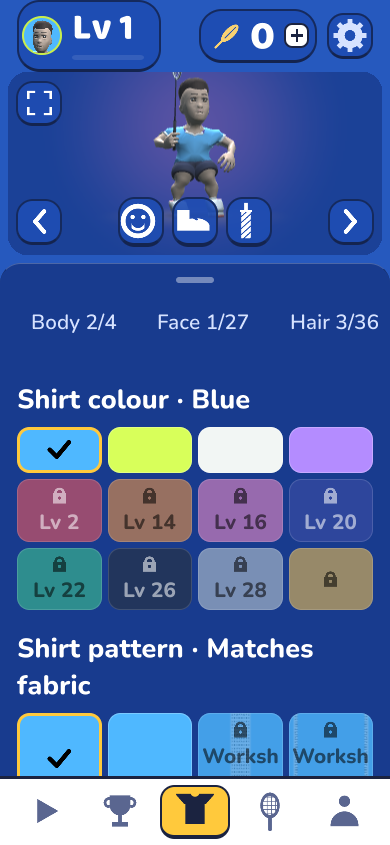 Lv 1
0
Body 2/4
Face 1/27
Hair 3/36
Shirt colour · Blue
Lv 2
Lv 14
Lv 16
Lv 20
Lv 22
Lv 26
Lv 28
Shirt pattern · Matches
fabric
Worksh
Worksh